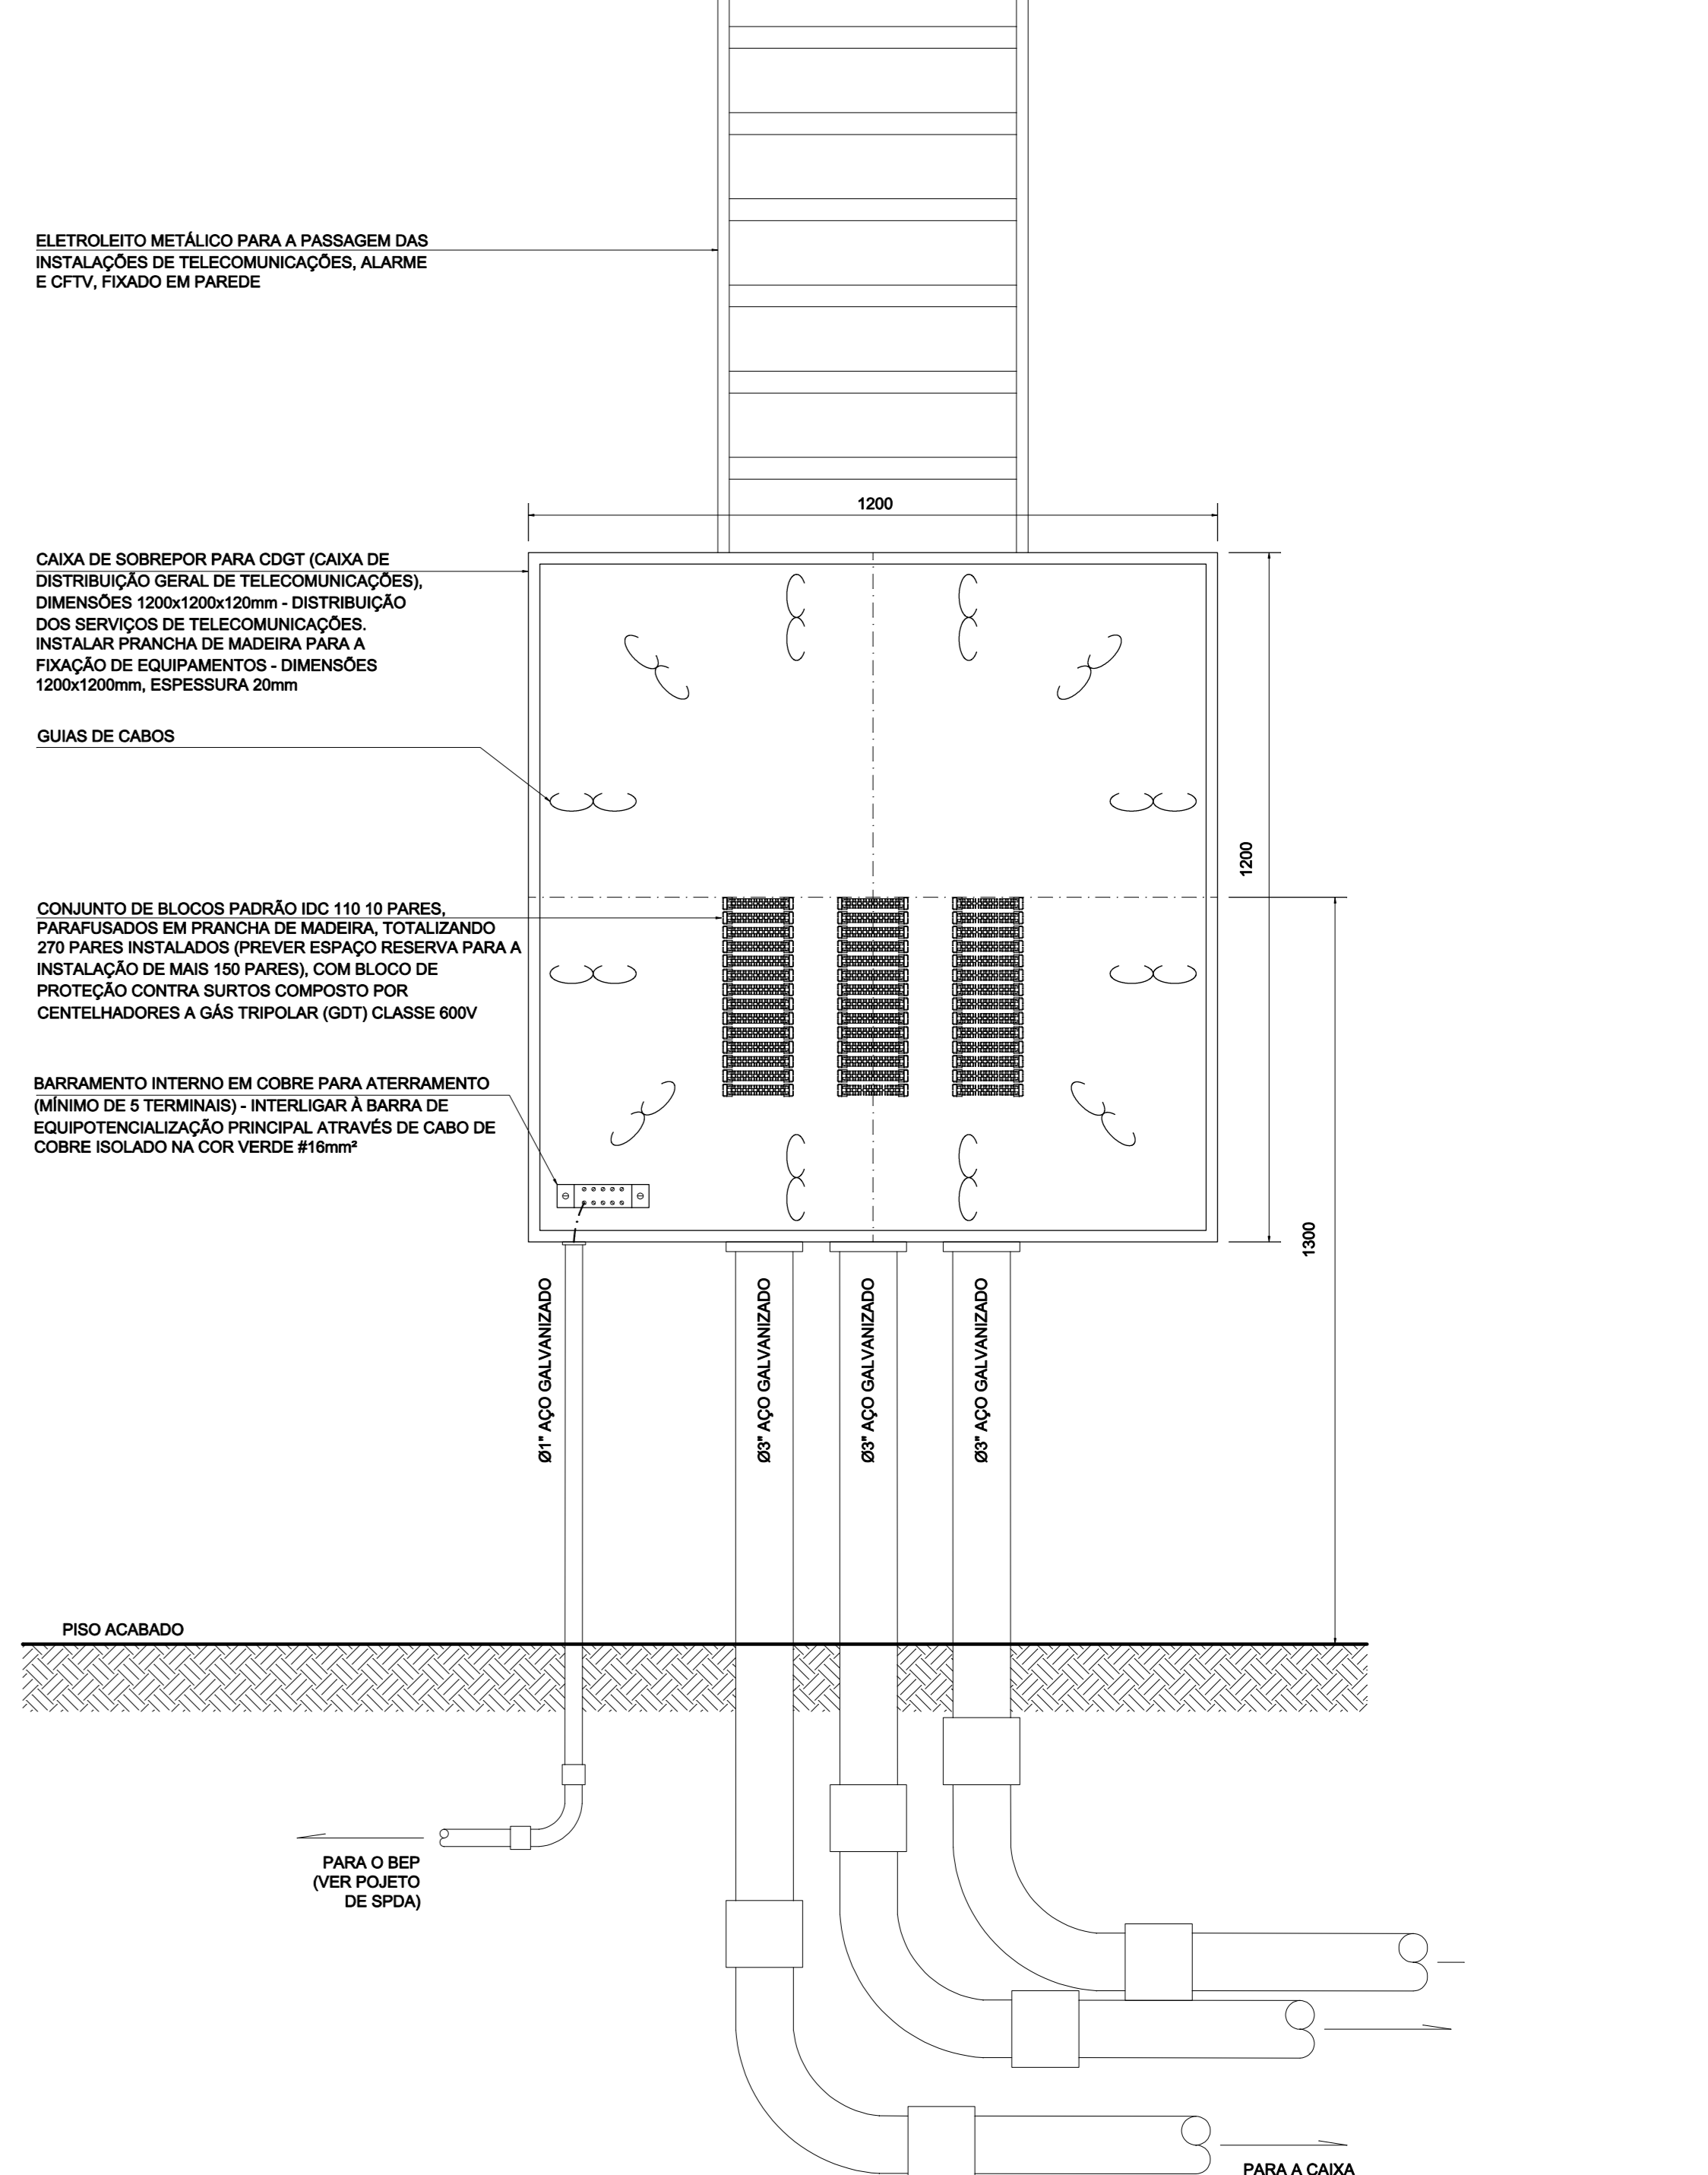 ELETROLEITO METÁLICO PARA A PASSAGEM DAS
INSTALAÇÕES DE TELECOMUNICAÇÕES, ALARME
E CFTV, FIXADO EM PAREDE
1200
CAIXA DE SOBREPOR PARA CDGT (CAIXA DE
DISTRIBUIÇÃO GERAL DE TELECOMUNICAÇÕES),
DIMENSÕES 1200x1200x120mm - DISTRIBUIÇÃO
DOS SERVIÇOS DE TELECOMUNICAÇÕES.
INSTALAR PRANCHA DE MADEIRA PARA A
FIXAÇÃO DE EQUIPAMENTOS - DIMENSÕES
1200x1200mm, ESPESSURA 20mm
GUIAS DE CABOS
1200
CONJUNTO DE BLOCOS PADRÃO IDC 110 10 PARES,
PARAFUSADOS EM PRANCHA DE MADEIRA, TOTALIZANDO
270 PARES INSTALADOS (PREVER ESPAÇO RESERVA PARA A
INSTALAÇÃO DE MAIS 150 PARES), COM BLOCO DE
PROTEÇÃO CONTRA SURTOS COMPOSTO POR
CENTELHADORES A GÁS TRIPOLAR (GDT) CLASSE 600V
BARRAMENTO INTERNO EM COBRE PARA ATERRAMENTO
(MÍNIMO DE 5 TERMINAIS) - INTERLIGAR À BARRA DE
EQUIPOTENCIALIZAÇÃO PRINCIPAL ATRAVÉS DE CABO DE
COBRE ISOLADO NA COR VERDE #16mm²
1300
Ø1" AÇO GALVANIZADO
Ø3" AÇO GALVANIZADO
Ø3" AÇO GALVANIZADO
Ø3" AÇO GALVANIZADO
PISO ACABADO
PARA O BEP
(VER POJETO
DE SPDA)
PARA A CAIXA